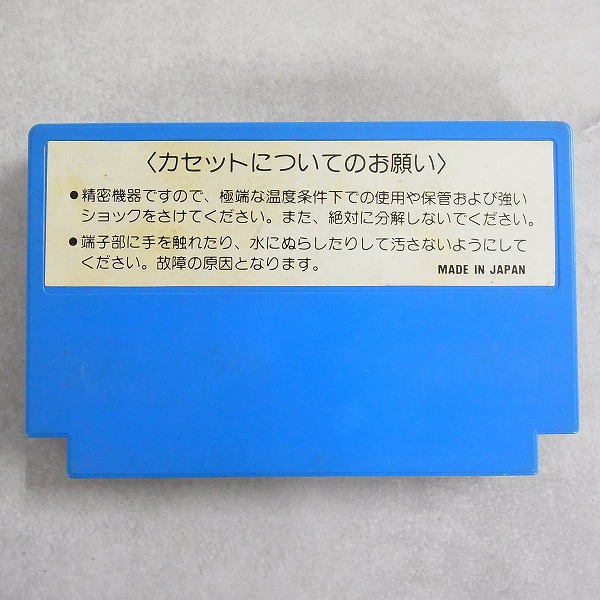 〈カセットについてのお願い〉
●精密機器ですので、極端な温度条件下での使用や保管および強い
ショックをさけてください。また、絶対に分解しないでください。
●端子部に手を触れたり、水にぬらしたりして汚さないようにして
ください。故障の原因となります。
MADE IN JAPAN